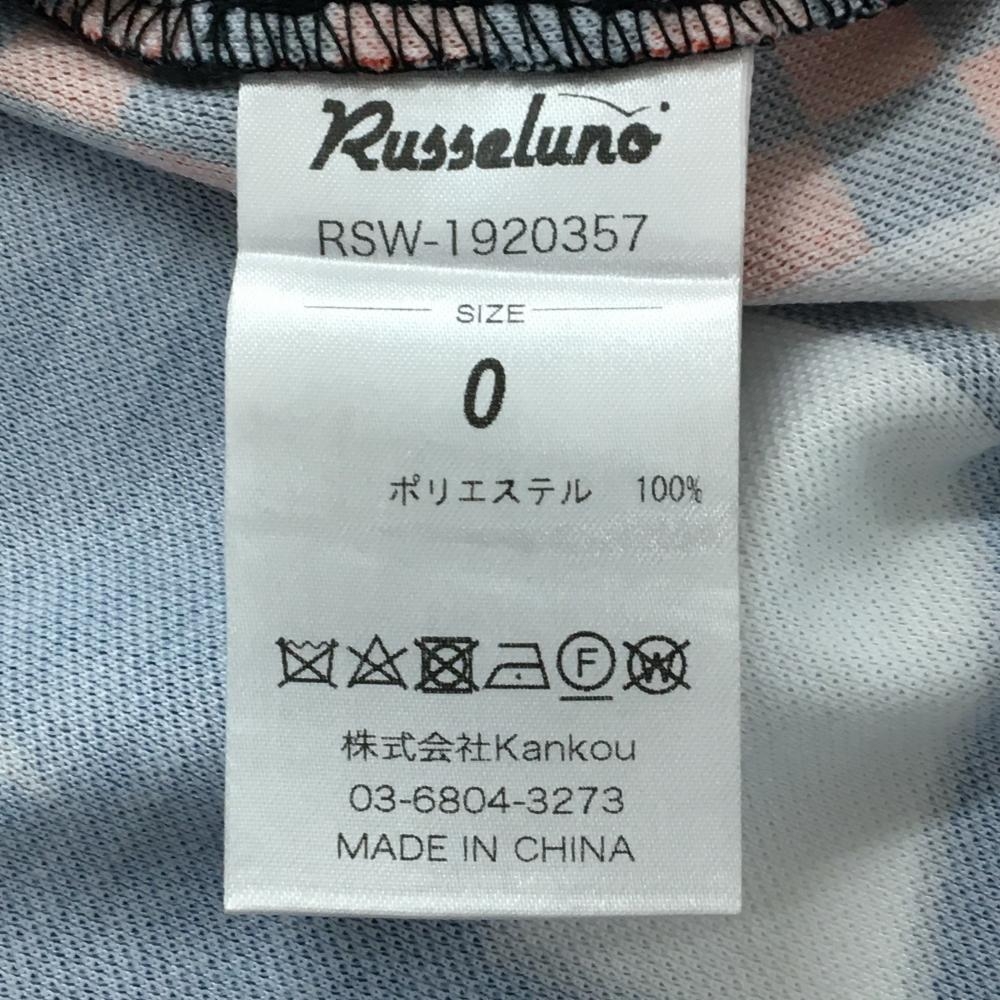 Russeluno
RSW-1920357
SIZE
0
ポリエステル 100%
F W
株式会社Kankou
03-6804-3273
MADE IN CHINA